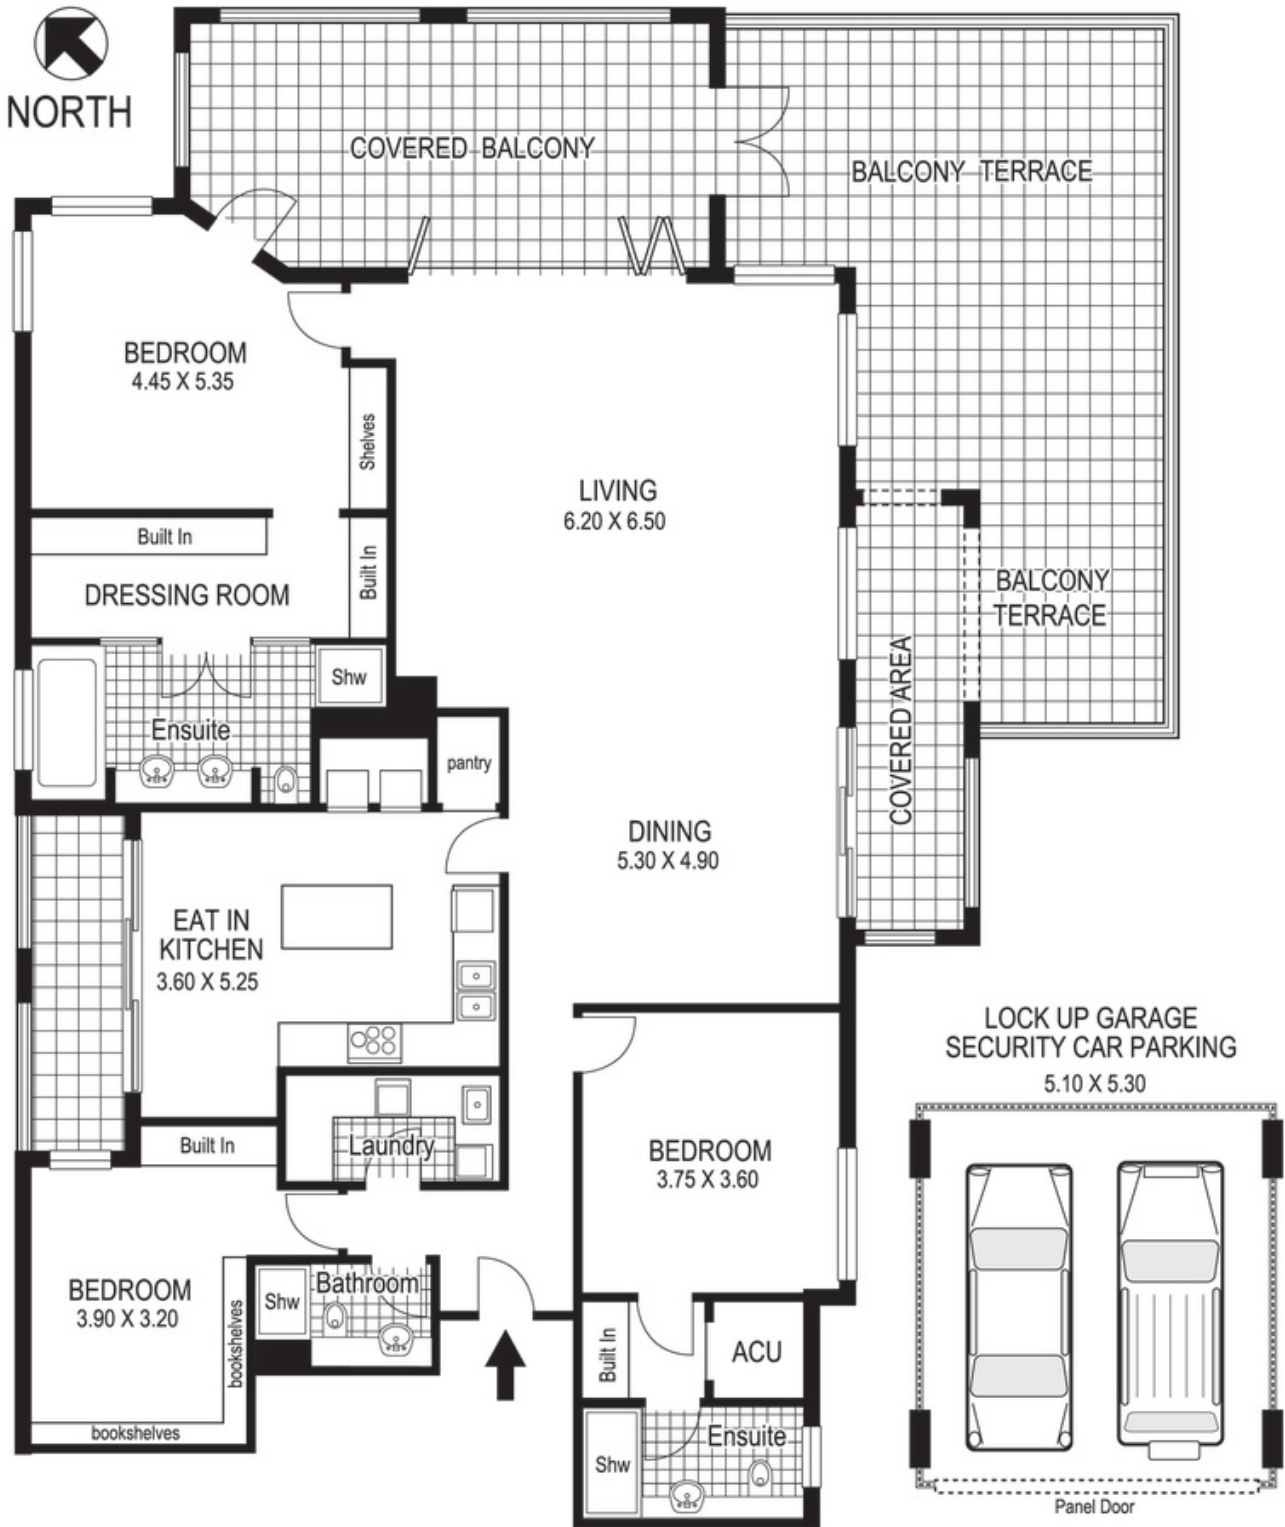 NORTH
COVERED BALCONY
BALCONY TERRACE
BEDROOM
4.45 X 5.35
Shelves
LIVING
6.20 X 6.50
Built In
Built In
DRESSING ROOM
BALCONY
TERRACE
COVERED AREA
Shw
Ensuite
pantry
DINING
5.30 X 4.90
EAT IN
KITCHEN
3.60 X 5.25
LOCK UP GARAGE
SECURITY CAR PARKING
5.10 X 5.30
Laundry
Built In
BEDROOM
3.75 X 3.60
BEDROOM
3.90 X 3.20
Bathroom
Shw
bookshelves
bookshelves
Built In
ACU
Ensuite
Shw
Panel Door